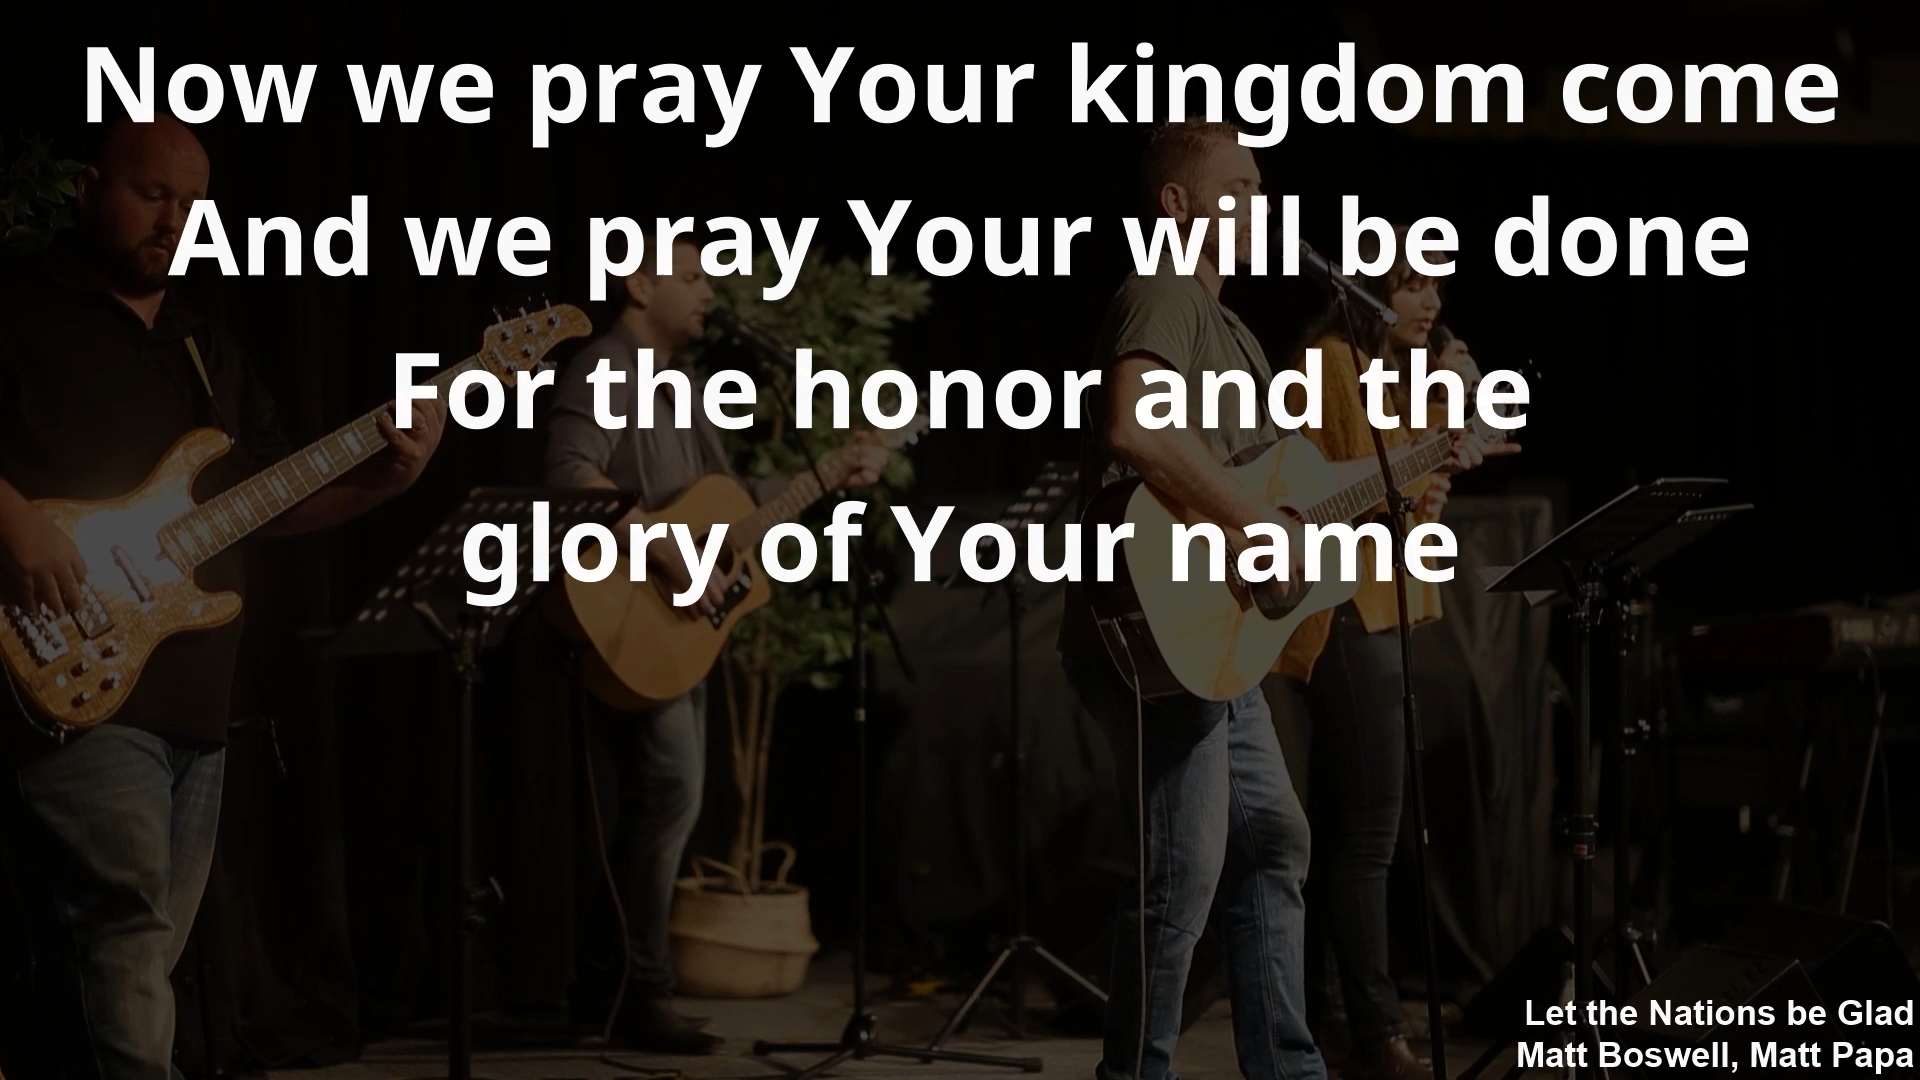 Now we pray Your kingdom come
And we pray Your will be done
For the honor and the
glory of Your name
Let the Nations be Glad
Matt Boswell, Matt Papa